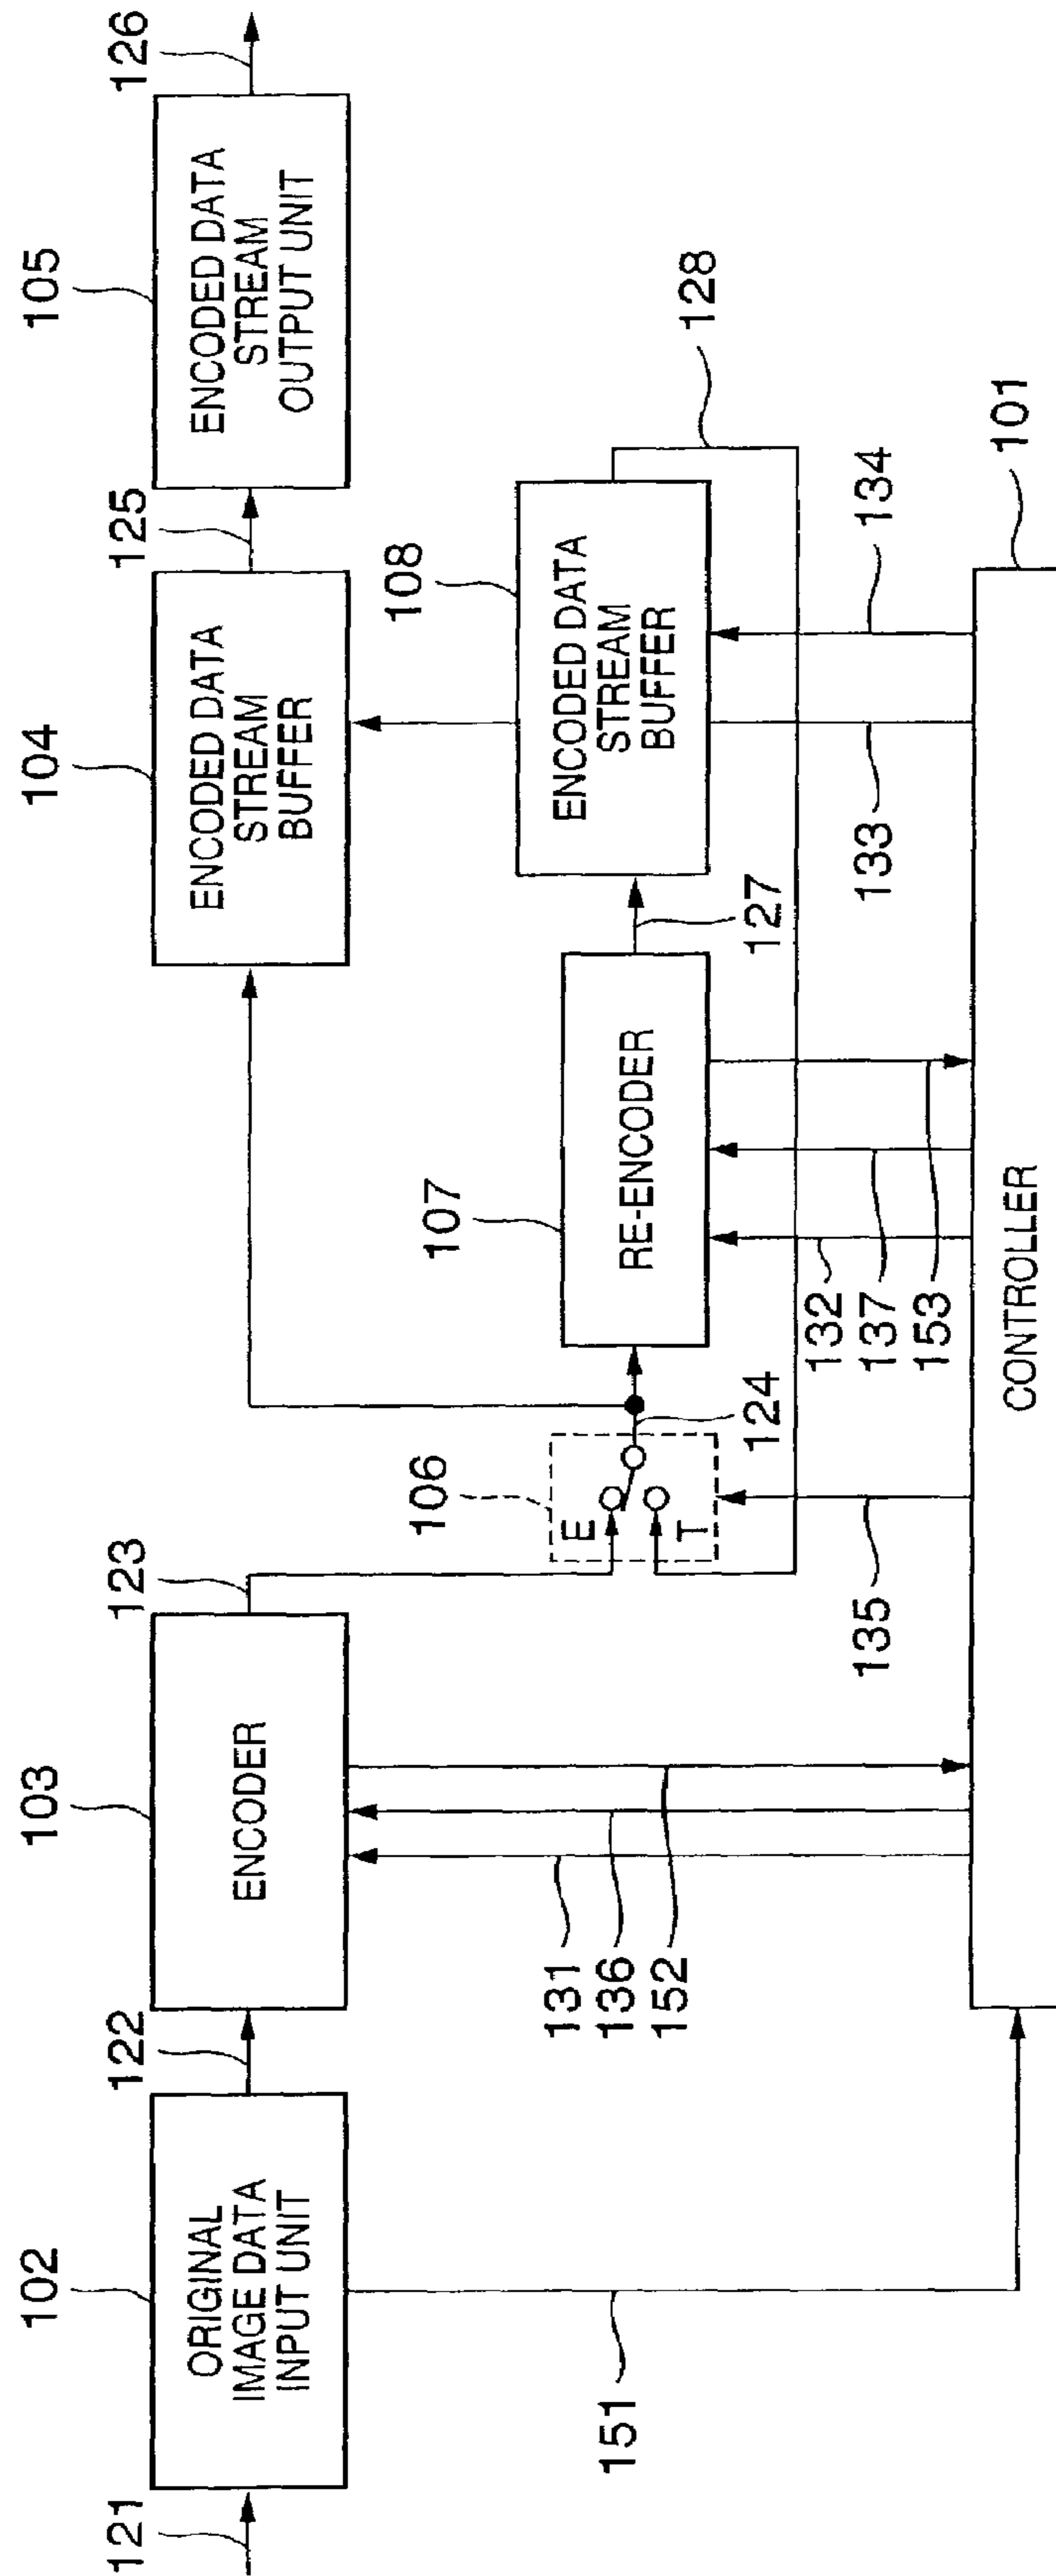 102
103
104
105
121
ORIGINAL
IMAGE DATA
INPUT UNIT
122
ENCODER
123
ENCODED DATA
STREAM
BUFFER
125
ENCODED DATA
STREAM
OUTPUT UNIT
126
106
E
T
124
107
RE-ENCODER
127
108
ENCODED DATA
STREAM
BUFFER
128
151
131
136
152
135
132
137
153
133
134
CONTROLLER
101